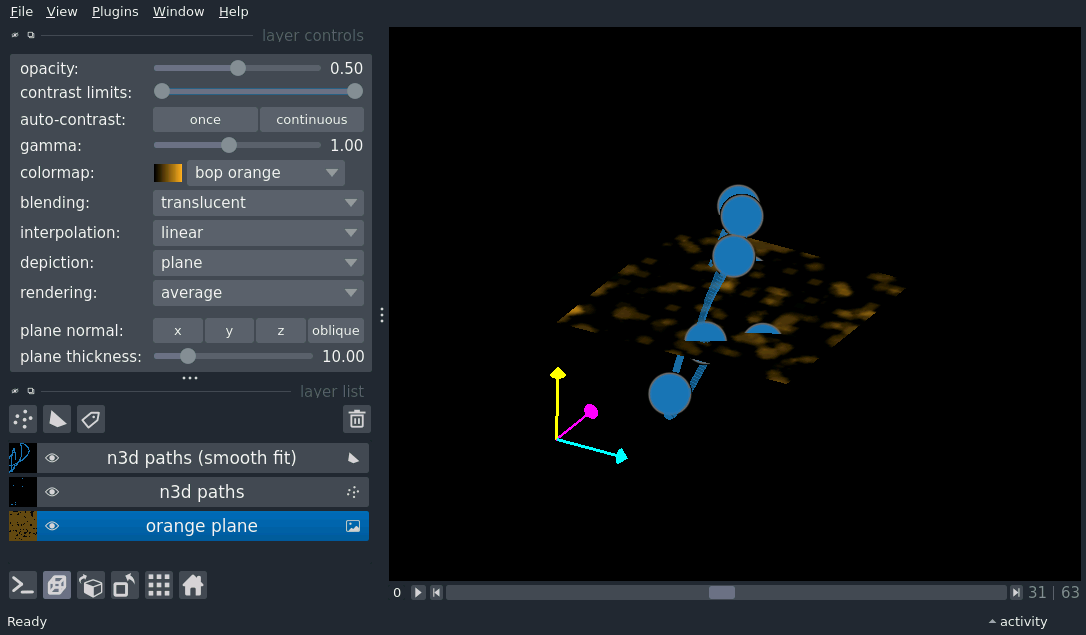 File View Plugins Window Help
layer controls
opacity: 0.50
contrast limits:
auto-contrast: once continuous
gamma: 1.00
colormap: bop orange
blending: translucent
interpolation: linear
depiction: plane
rendering: average
plane normal: x y z oblique
plane thickness: 10.00
layer list
n3d paths (smooth fit)
n3d paths
orange plane
0 31 | 63
Ready activity